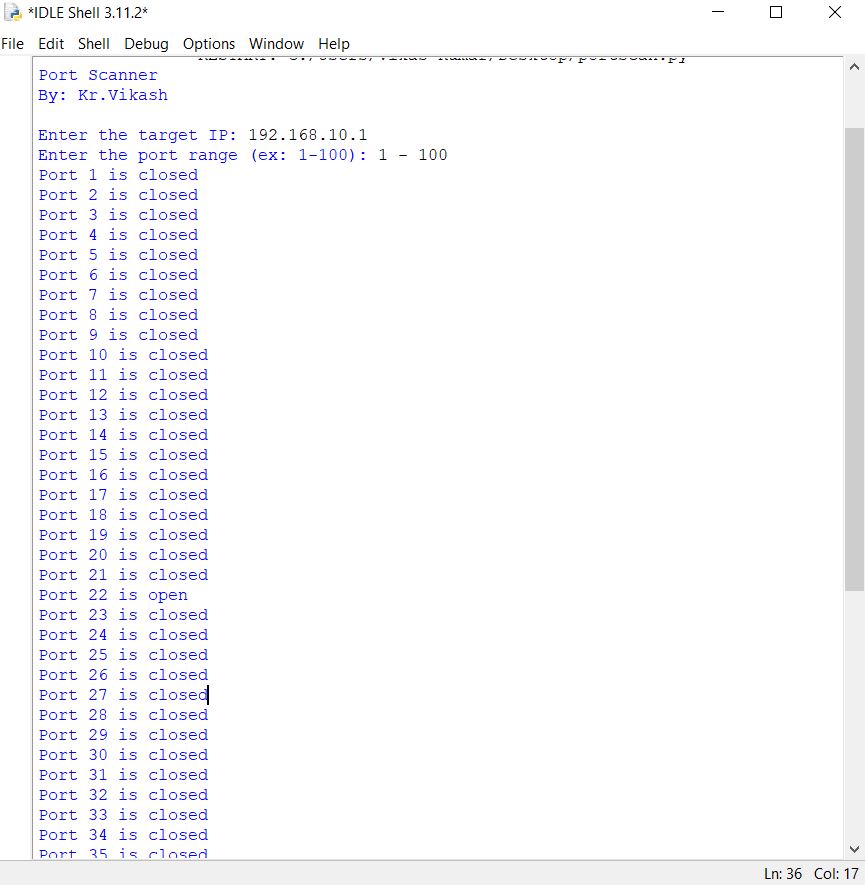 *IDLE Shell 3.11.2*
File Edit Shell Debug Options Window Help
Port Scanner
By: Kr.Vikash
Enter the target IP: 192.168.10.1
Enter the port range (ex: 1-100): 1 - 100
Port 1 is closed
Port 2 is closed
Port 3 is closed
Port 4 is closed
Port 5 is closed
Port 6 is closed
Port 7 is closed
Port 8 is closed
Port 9 is closed
Port 10 is closed
Port 11 is closed
Port 12 is closed
Port 13 is closed
Port 14 is closed
Port 15 is closed
Port 16 is closed
Port 17 is closed
Port 18 is closed
Port 19 is closed
Port 20 is closed
Port 21 is closed
Port 22 is open
Port 23 is closed
Port 24 is closed
Port 25 is closed
Port 26 is closed
Port 27 is closed
Port 28 is closed
Port 29 is closed
Port 30 is closed
Port 31 is closed
Port 32 is closed
Port 33 is closed
Port 34 is closed
Port 35 is closed
Ln: 36 Col: 17